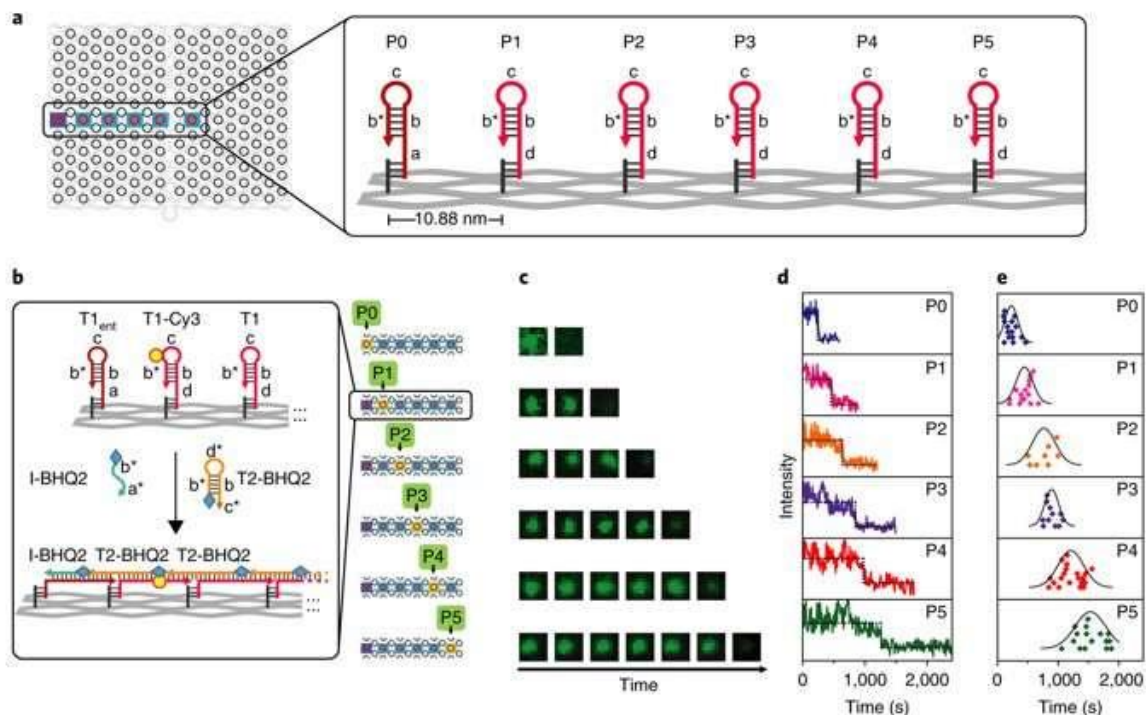 a
P0 P1 P2 P3 P4 P5
c c c c c c
b* b b* b b* b b* b b* b b* b
a d d d d d
10.88 nm
b
T1ent T1-Cy3 T1
c c c
b* b b* b b* b
a d d
I-BHQ2 b* a*
d* b* b c* T2-BHQ2
I-BHQ2 T2-BHQ2 T2-BHQ2
P0
P1
P2
P3
P4
P5
c
Time
d
Intensity
P0
P1
P2
P3
P4
P5
0 1,000 2,000
Time (s)
e
P0
P1
P2
P3
P4
P5
0 1,000 2,000
Time (s)